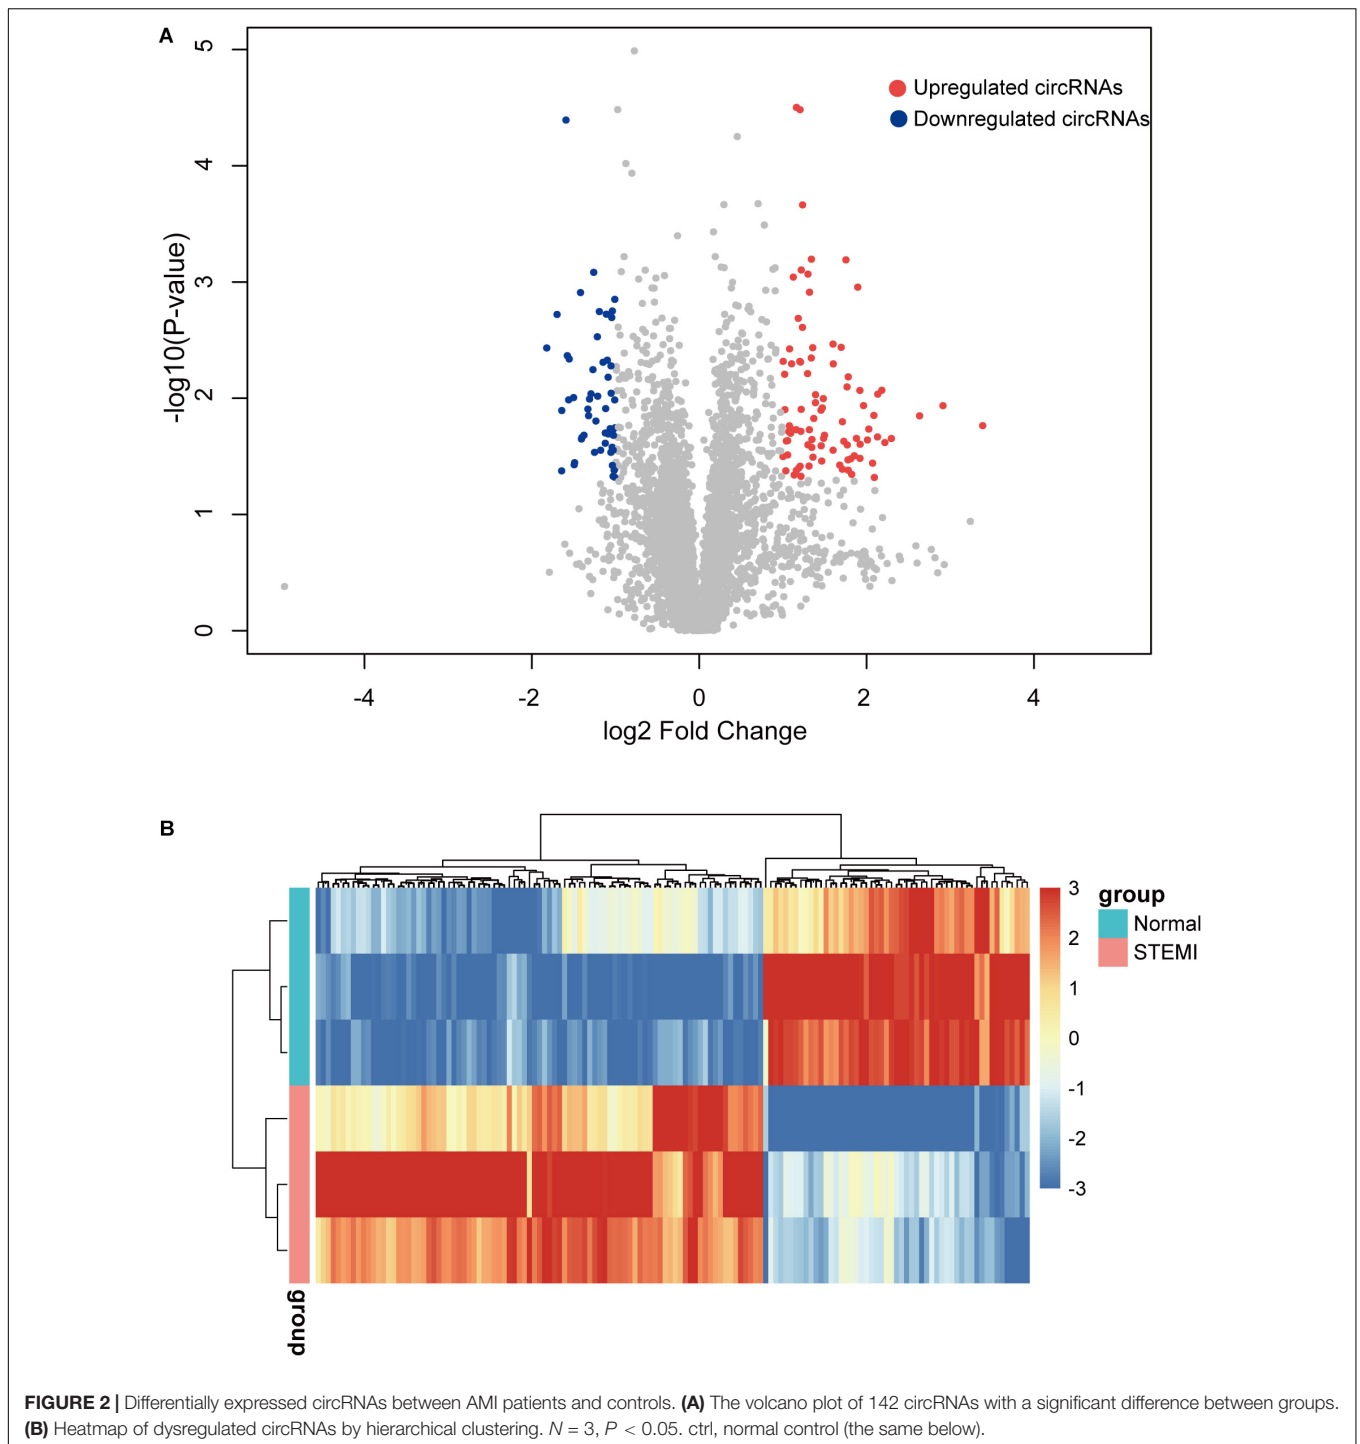 A
5
4
3
2
1
0
-log10(P-value)
Upregulated circRNAs
Downregulated circRNAs
-4 -2 0 2 4
log2 Fold Change
B
3
2
1
0
-1
-2
-3
group
Normal
STEMI
group
FIGURE 2 | Differentially expressed circRNAs between AMI patients and controls. (A) The volcano plot of 142 circRNAs with a significant difference between groups.
(B) Heatmap of dysregulated circRNAs by hierarchical clustering. N = 3, P < 0.05. ctrl, normal control (the same below).